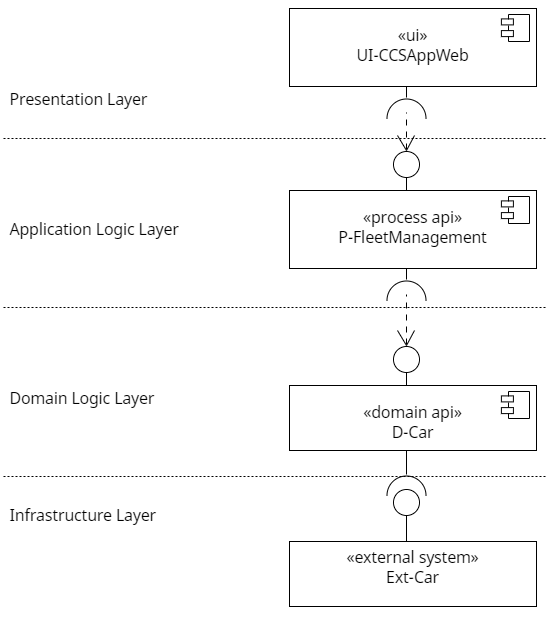 «ui»
UI-CCSAppWeb
Presentation Layer
«process api»
P-FleetManagement
Application Logic Layer
Domain Logic Layer
«domain api»
D-Car
Infrastructure Layer
«external system»
Ext-Car